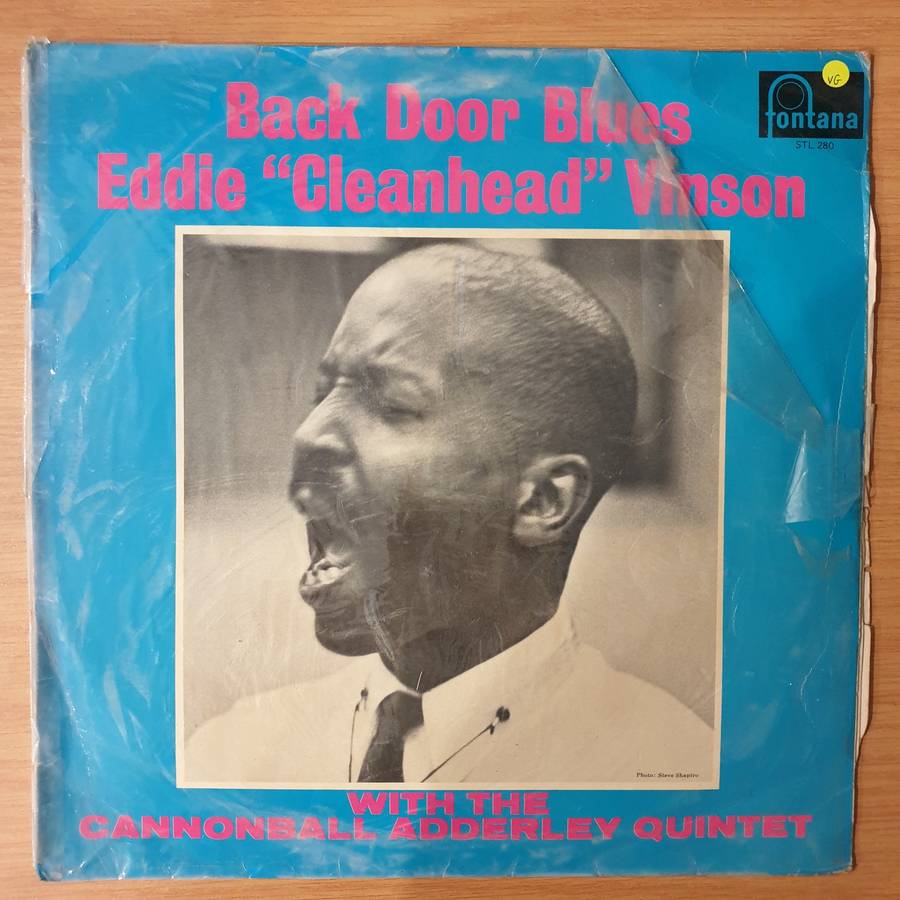 Back Door Blues
Eddie “Cleanhead” Vinson
VG
fontana
STL 280
Photo: Steve Shapiro
WITH THE
CANNONBALL ADDERLEY QUINTET